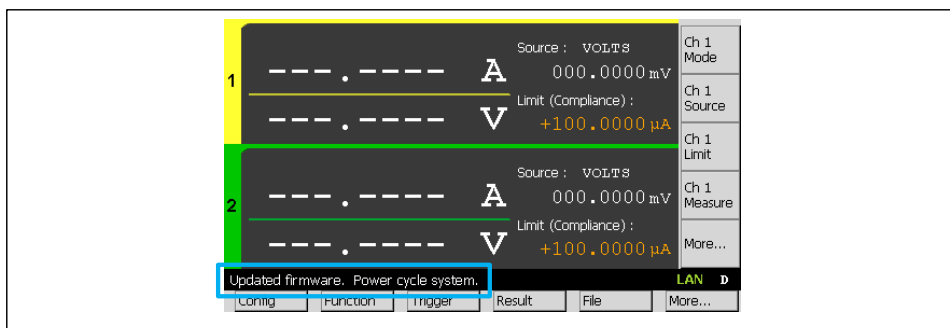 1
---.---- A
---.---- V
Source : VOLTS
000.0000 mV
Limit (Compliance) :
+100.0000 µA
2
---.---- A
---.---- V
Source : VOLTS
000.0000 mV
Limit (Compliance) :
+100.0000 µA
Ch 1
Mode
Ch 1
Source
Ch 1
Limit
Ch 1
Measure
More...
Updated firmware. Power cycle system.
LAN D
Config Function Trigger Result File More...